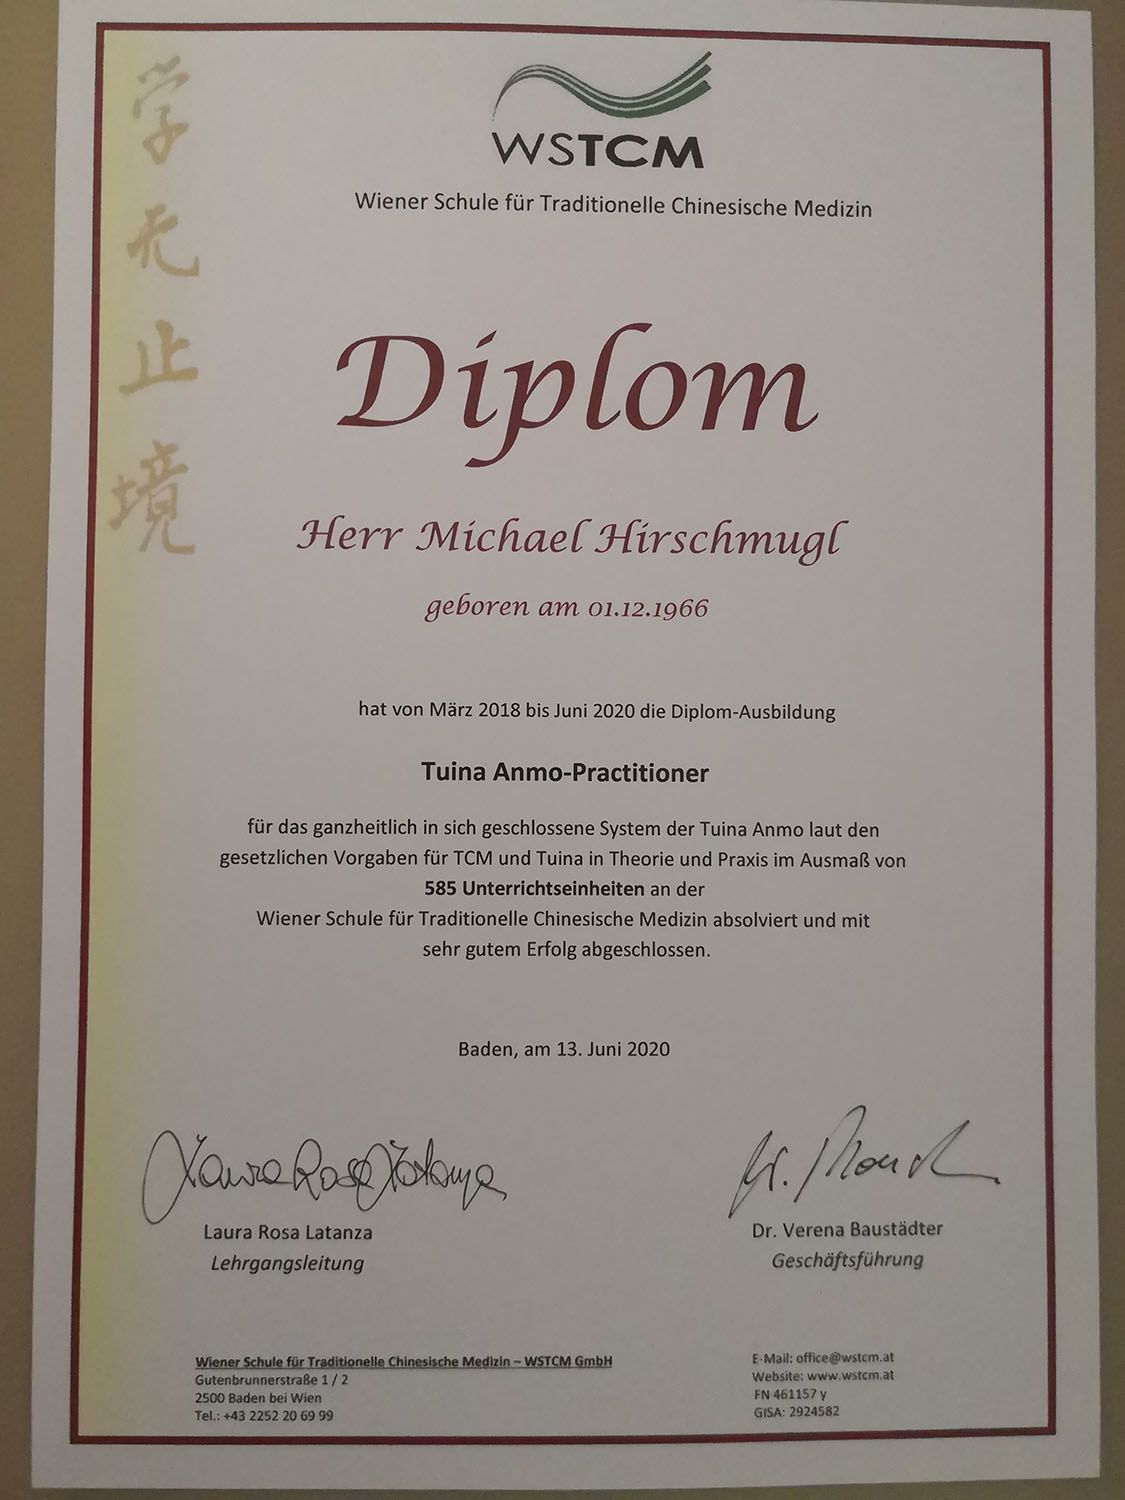 学无止境
WSTCM
Wiener Schule für Traditionelle Chinesische Medizin
Diplom
Herr Michael Hirschmugl
geboren am 01.12.1966
hat von März 2018 bis Juni 2020 die Diplom-Ausbildung
Tuina Anmo-Practitioner
für das ganzheitlich in sich geschlossene System der Tuina Anmo laut den
gesetzlichen Vorgaben für TCM und Tuina in Theorie und Praxis im Ausmaß von
585 Unterrichtseinheiten an der
Wiener Schule für Traditionelle Chinesische Medizin absolviert und mit
sehr gutem Erfolg abgeschlossen.
Baden, am 13. Juni 2020
Laura Rosa Latanza
Laura Rosa Latanza
Lehrgangsleitung
Dr. Verena Baustädter
Geschäftsführung
Wiener Schule für Traditionelle Chinesische Medizin – WSTCM GmbH
Gutenbrunnerstraße 1 / 2
2500 Baden bei Wien
Tel.: +43 2252 20 69 99
E-Mail: office@wstcm.at
Website: www.wstcm.at
FN 461157 y
GISA: 2924582